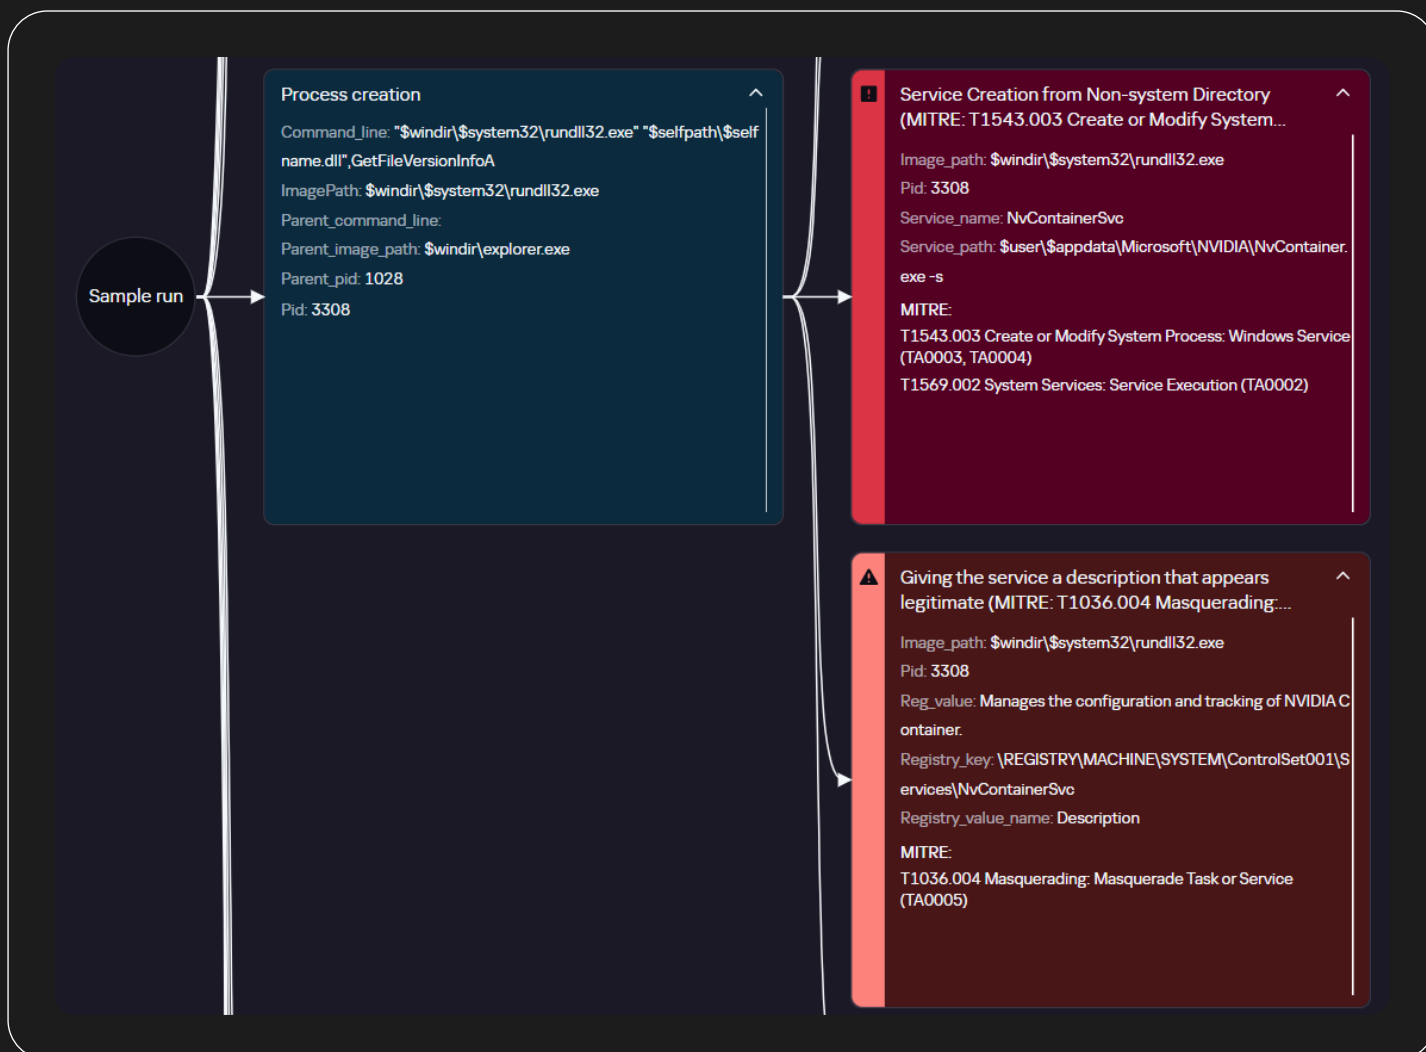 Sample run
Process creation
Command_line: "$windir\$system32\rundll32.exe" "$selfpath\$self
name.dll",GetFileVersionInfoA
ImagePath: $windir\$system32\rundll32.exe
Parent_command_line:
Parent_image_path: $windir\explorer.exe
Parent_pid: 1028
Pid: 3308
Service Creation from Non-system Directory
(MITRE: T1543.003 Create or Modify System...
Image_path: $windir\$system32\rundll32.exe
Pid: 3308
Service_name: NvContainerSvc
Service_path: $user\$appdata\Microsoft\NVIDIA\NvContainer.
exe -s
MITRE:
T1543.003 Create or Modify System Process: Windows Service
(TA0003, TA0004)
T1569.002 System Services: Service Execution (TA0002)
Giving the service a description that appears
legitimate (MITRE: T1036.004 Masquerading:...
Image_path: $windir\$system32\rundll32.exe
Pid: 3308
Reg_value: Manages the configuration and tracking of NVIDIA C
ontainer.
Registry_key: \REGISTRY\MACHINE\SYSTEM\ControlSet001\S
ervices\NvContainerSvc
Registry_value_name: Description
MITRE:
T1036.004 Masquerading: Masquerade Task or Service
(TA0005)